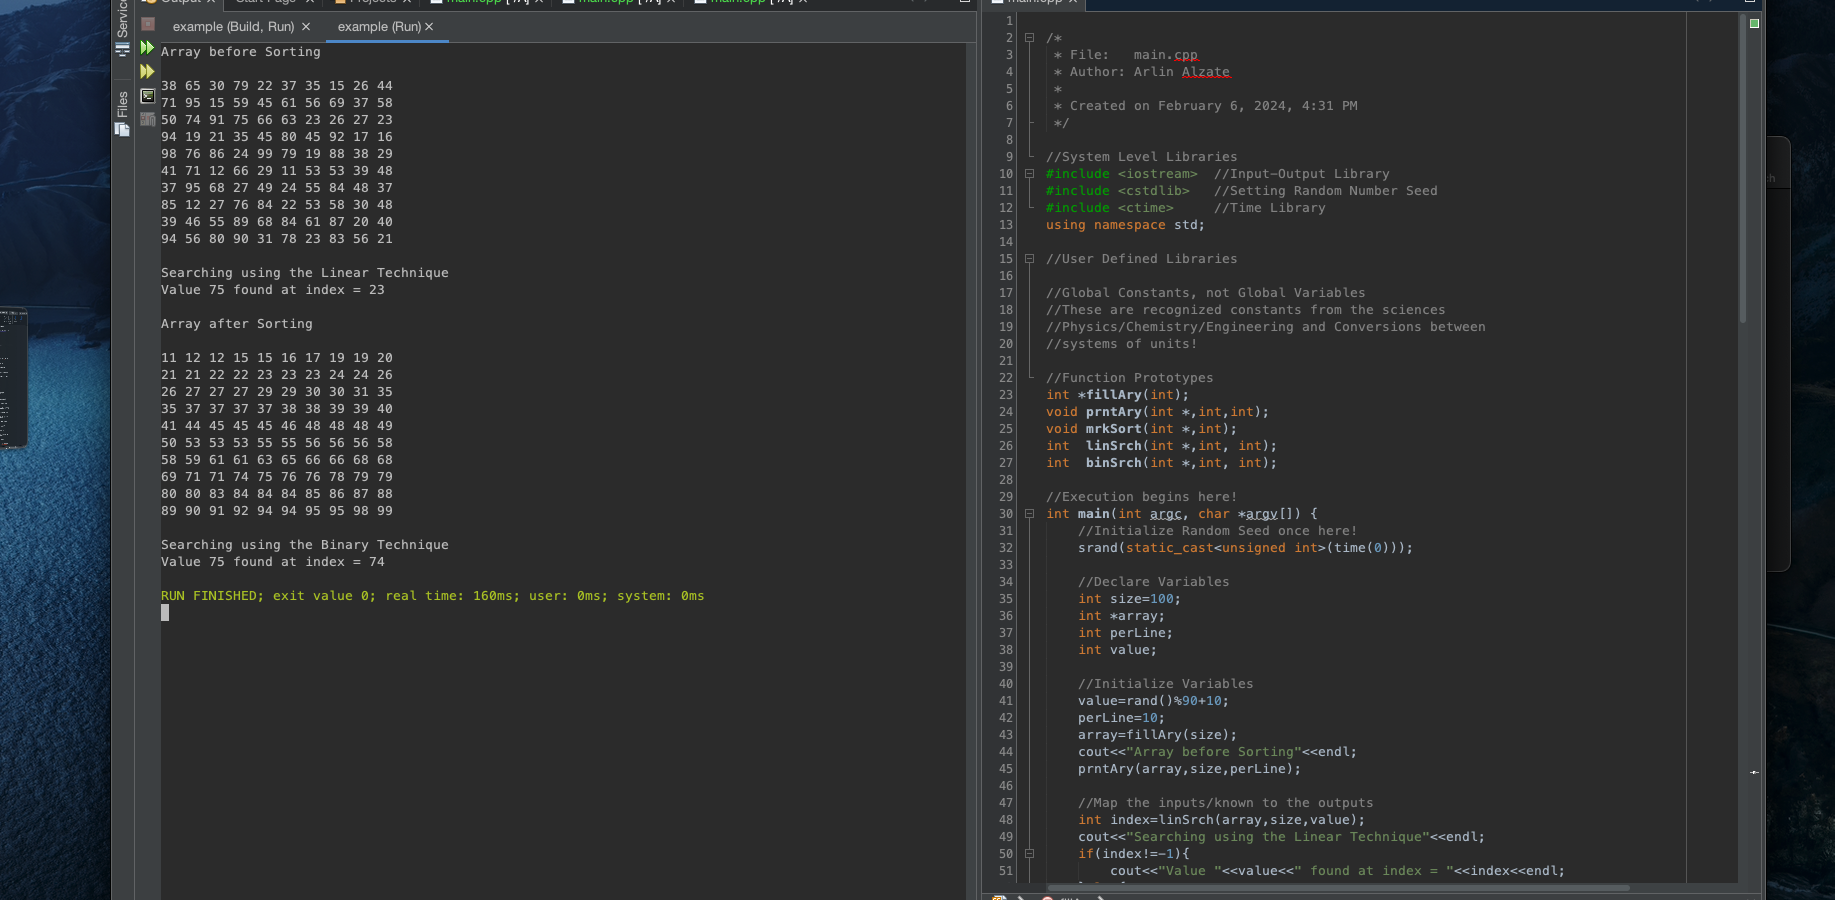 Output
Start Page
Projects
main.cpp
main.cpp
main.cpp
main.cpp
Files
example (Build, Run)
example (Run)
Array before Sorting
38 65 30 79 22 37 35 15 26 44
71 95 15 59 45 61 56 69 37 58
50 74 91 75 66 63 23 26 27 23
94 19 21 35 45 80 45 92 17 16
98 76 86 24 99 79 19 88 38 29
41 71 12 66 29 11 53 53 39 48
37 95 68 27 49 24 55 84 48 37
85 12 27 76 84 22 53 58 30 48
39 46 55 89 68 84 61 87 20 40
94 56 80 90 31 78 23 83 56 21
Searching using the Linear Technique
Value 75 found at index = 23
Array after Sorting
11 12 12 15 15 16 17 19 19 20
21 21 22 22 23 23 23 24 24 26
26 27 27 27 29 29 30 30 31 35
35 37 37 37 37 38 38 39 39 40
41 44 45 45 45 46 48 48 48 49
50 53 53 53 55 55 56 56 56 58
58 59 61 61 63 65 66 66 68 68
69 71 71 74 75 76 76 78 79 79
80 80 83 84 84 84 85 86 87 88
89 90 91 92 94 94 95 95 98 99
Searching using the Binary Technique
Value 75 found at index = 74
RUN FINISHED; exit value 0; real time: 160ms; user: 0ms; system: 0ms
1
2 /*
3 * File:   main.cpp
4 * Author: Arlin Alzate
5 *
6 * Created on February 6, 2024, 4:31 PM
7 */
8
9 //System Level Libraries
10 #include <iostream>  //Input-Output Library
11 #include <cstdlib>   //Setting Random Number Seed
12 #include <ctime>     //Time Library
13 using namespace std;
14
15 //User Defined Libraries
16
17 //Global Constants, not Global Variables
18 //These are recognized constants from the sciences
19 //Physics/Chemistry/Engineering and Conversions between
20 //systems of units!
21
22 //Function Prototypes
23 int *fillAry(int);
24 void prntAry(int *,int,int);
25 void mrkSort(int *,int);
26 int  linSrch(int *,int, int);
27 int  binSrch(int *,int, int);
28
29 //Execution begins here!
30 int main(int argc, char *argv[]) {
31     //Initialize Random Seed once here!
32     srand(static_cast<unsigned int>(time(0)));
33
34     //Declare Variables
35     int size=100;
36     int *array;
37     int perLine;
38     int value;
39
40     //Initialize Variables
41     value=rand()%90+10;
42     perLine=10;
43     array=fillAry(size);
44     cout<<"Array before Sorting"<<endl;
45     prntAry(array,size,perLine);
46
47     //Map the inputs/known to the outputs
48     int index=linSrch(array,size,value);
49     cout<<"Searching using the Linear Technique"<<endl;
50     if(index!=-1){
51         cout<<"Value "<<value<<" found at index = "<<index<<endl;